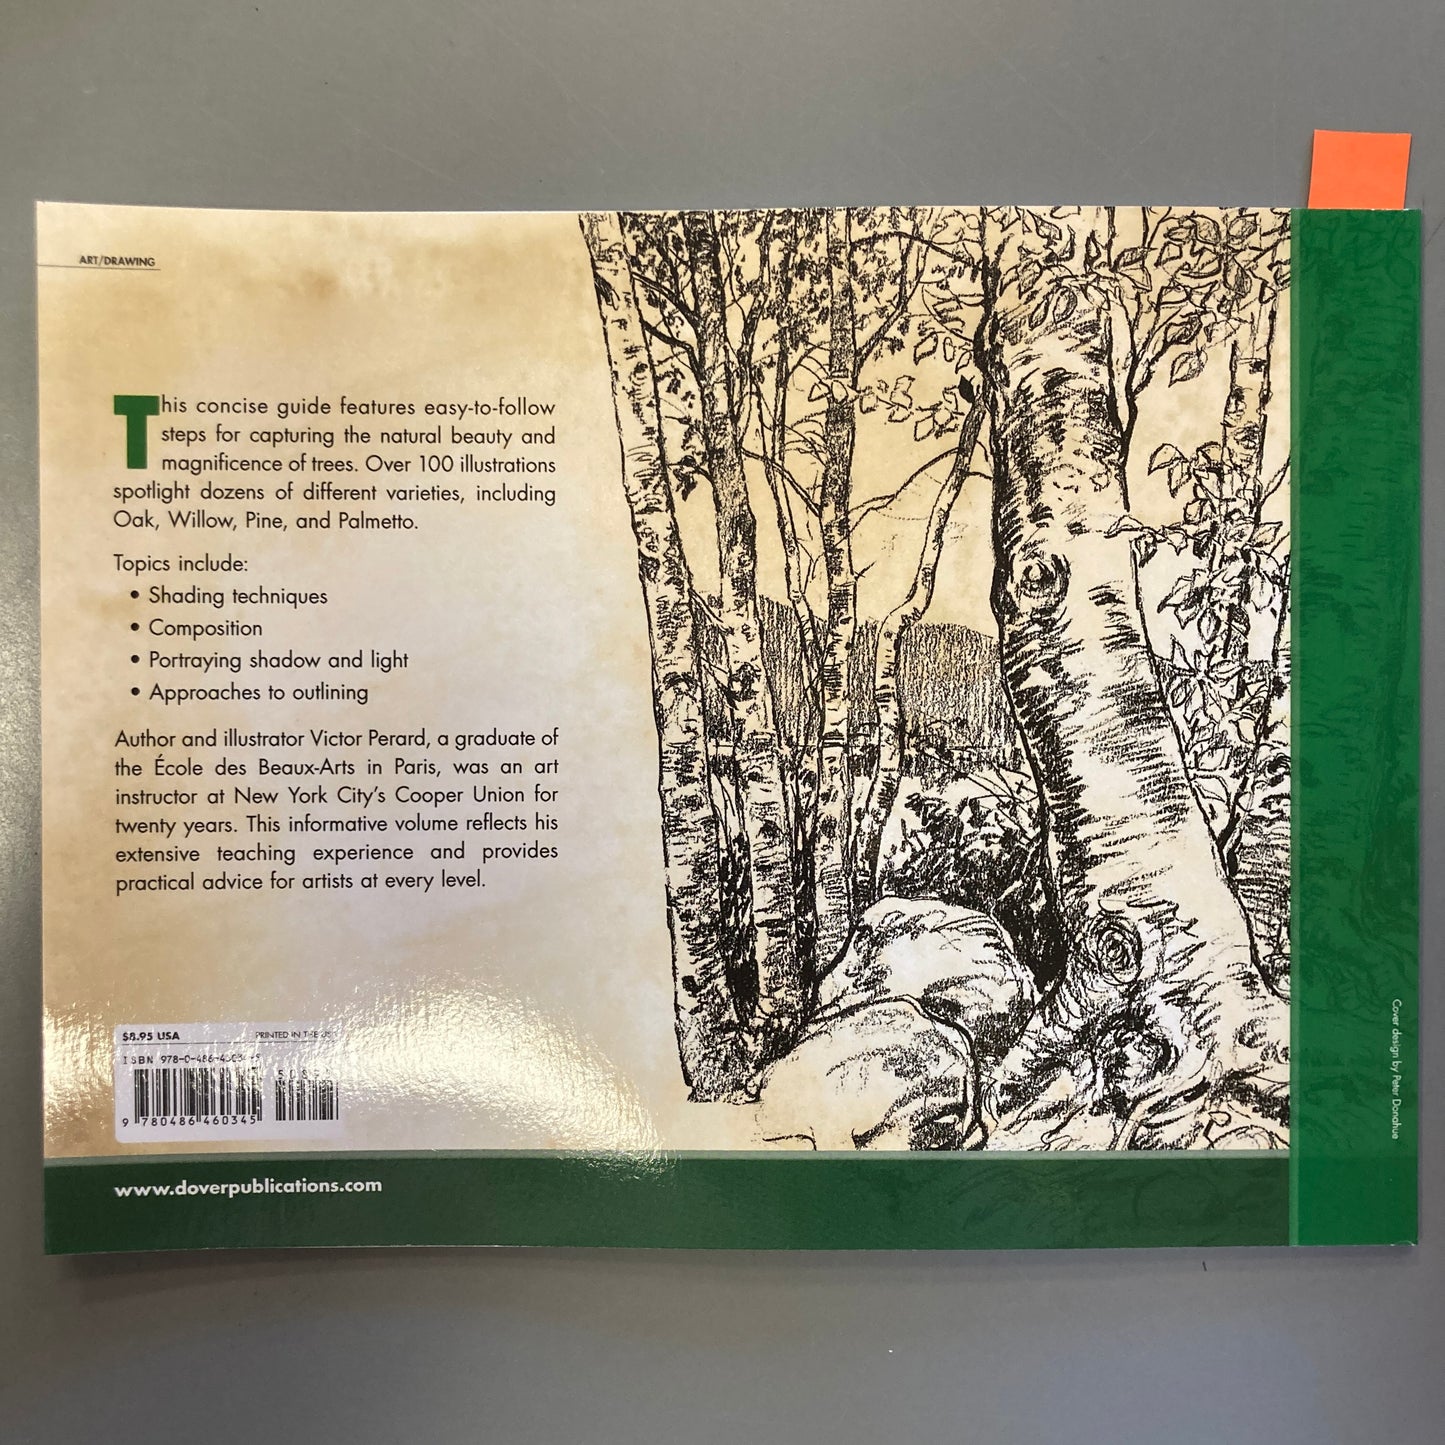 ART/DRAWING
This concise guide features easy-to-follow
steps for capturing the natural beauty and
magnificence of trees. Over 100 illustrations
spotlight dozens of different varieties, including
Oak, Willow, Pine, and Palmetto.
Topics include:
• Shading techniques
• Composition
• Portraying shadow and light
• Approaches to outlining
Author and illustrator Victor Perard, a graduate of
the École des Beaux-Arts in Paris, was an art
instructor at New York City's Cooper Union for
twenty years. This informative volume reflects his
extensive teaching experience and provides
practical advice for artists at every level.
$8.95 USA PRINTED IN THE
ISBN
9 780486 460345
www.doverpublications.com
Cover design by Peter Donahue